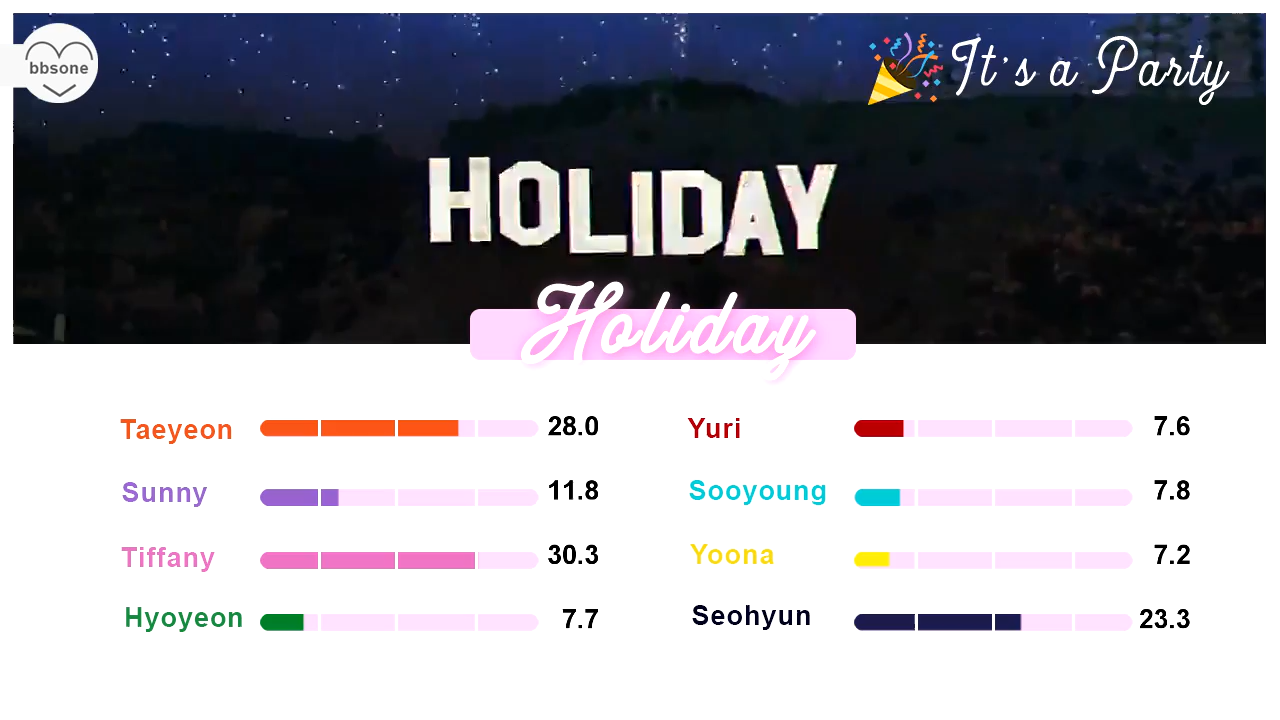 bbsone
It's a Party
HOLIDAY
Holiday
Taeyeon 28.0
Yuri 7.6
Sunny 11.8
Sooyoung 7.8
Tiffany 30.3
Yoona 7.2
Hyoyeon 7.7
Seohyun 23.3